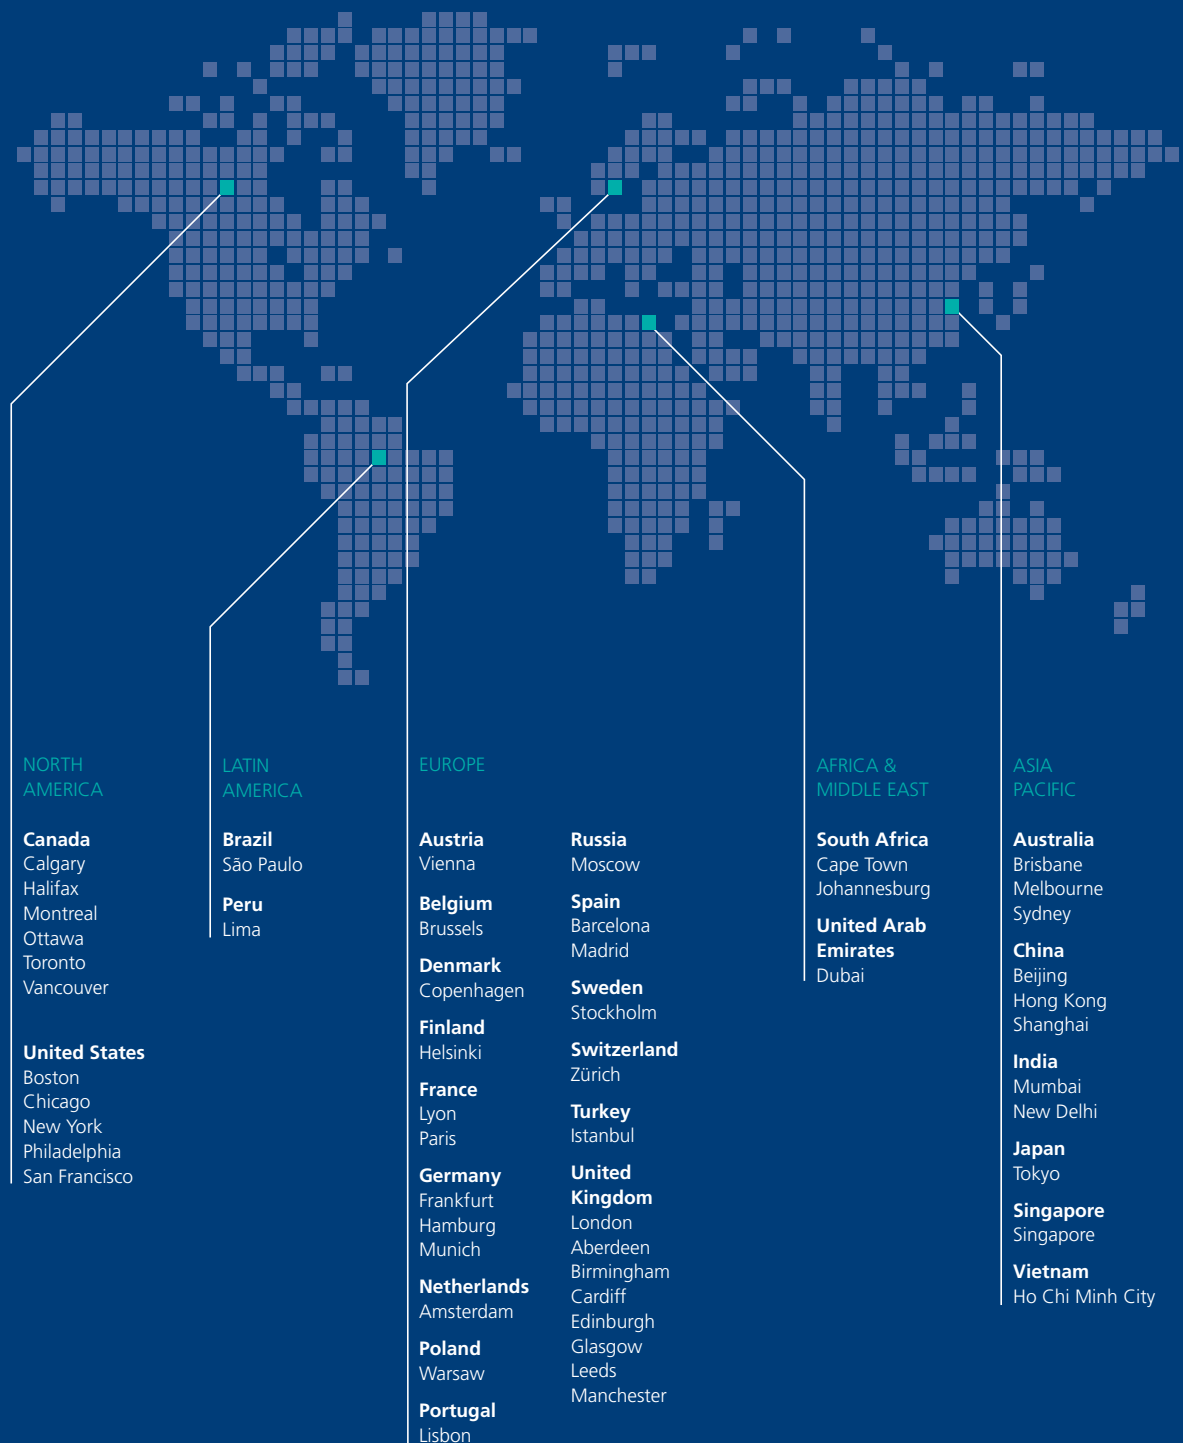 NORTH
AMERICA
Canada
Calgary
Halifax
Montreal
Ottawa
Toronto
Vancouver
United States
Boston
Chicago
New York
Philadelphia
San Francisco
LATIN
AMERICA
Brazil
São Paulo
Peru
Lima
EUROPE
Austria
Vienna
Belgium
Brussels
Denmark
Copenhagen
Finland
Helsinki
France
Lyon
Paris
Germany
Frankfurt
Hamburg
Munich
Netherlands
Amsterdam
Poland
Warsaw
Portugal
Lisbon
Russia
Moscow
Spain
Barcelona
Madrid
Sweden
Stockholm
Switzerland
Zürich
Turkey
Istanbul
United
Kingdom
London
Aberdeen
Birmingham
Cardiff
Edinburgh
Glasgow
Leeds
Manchester
AFRICA &
MIDDLE EAST
South Africa
Cape Town
Johannesburg
United Arab
Emirates
Dubai
ASIA
PACIFIC
Australia
Brisbane
Melbourne
Sydney
China
Beijing
Hong Kong
Shanghai
India
Mumbai
New Delhi
Japan
Tokyo
Singapore
Singapore
Vietnam
Ho Chi Minh City